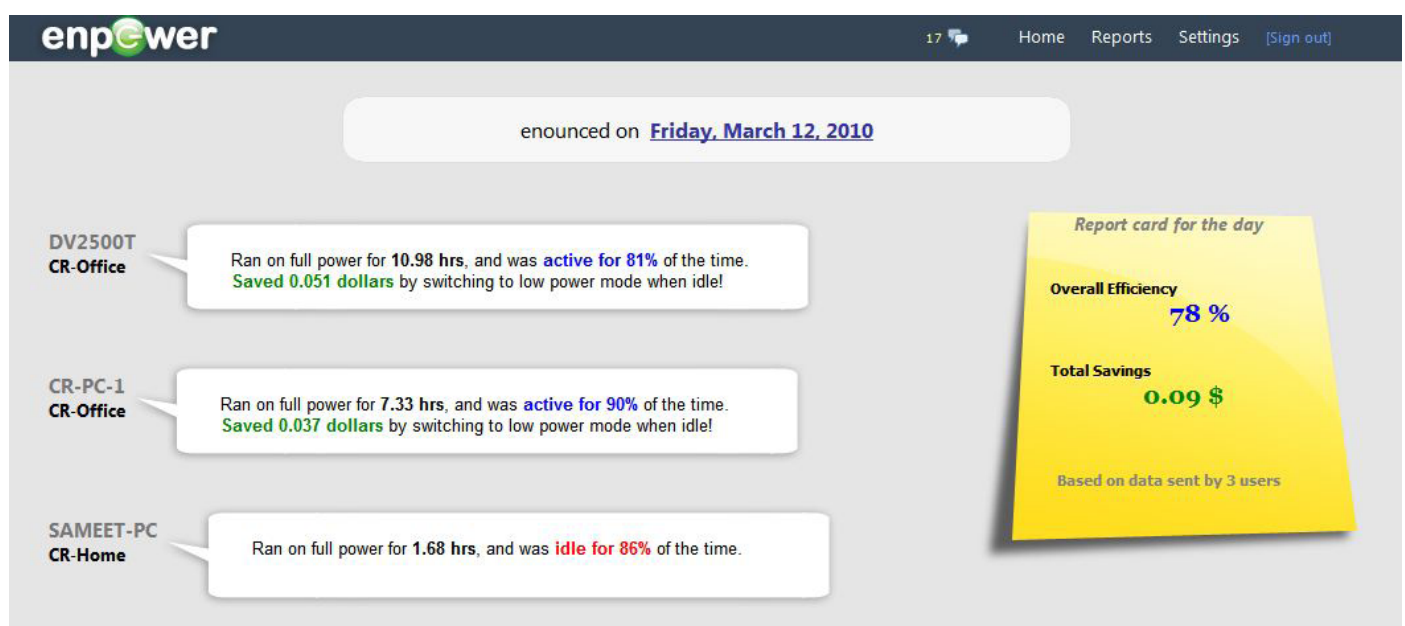 enpower
17 Home Reports Settings [Sign out]
enounced on Friday, March 12, 2010
DV2500T
CR-Office
Ran on full power for 10.98 hrs, and was active for 81% of the time.
Saved 0.051 dollars by switching to low power mode when idle!
CR-PC-1
CR-Office
Ran on full power for 7.33 hrs, and was active for 90% of the time.
Saved 0.037 dollars by switching to low power mode when idle!
SAMEET-PC
CR-Home
Ran on full power for 1.68 hrs, and was idle for 86% of the time.
Report card for the day
Overall Efficiency
78 %
Total Savings
0.09 $
Based on data sent by 3 users